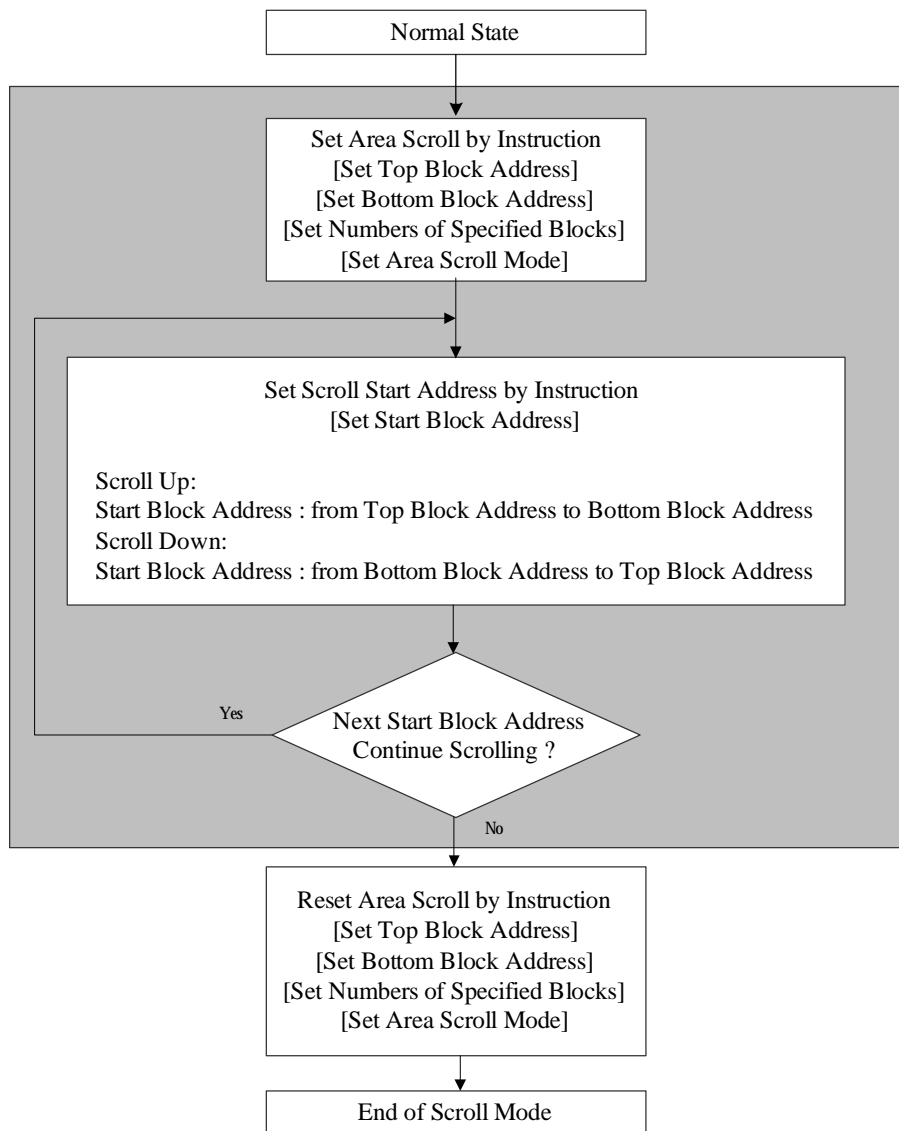 Normal State
Set Area Scroll by Instruction
[Set Top Block Address]
[Set Bottom Block Address]
[Set Numbers of Specified Blocks]
[Set Area Scroll Mode]
Set Scroll Start Address by Instruction
[Set Start Block Address]
Scroll Up:
Start Block Address : from Top Block Address to Bottom Block Address
Scroll Down:
Start Block Address : from Bottom Block Address to Top Block Address
Yes
Next Start Block Address
Continue Scrolling ?
No
Reset Area Scroll by Instruction
[Set Top Block Address]
[Set Bottom Block Address]
[Set Numbers of Specified Blocks]
[Set Area Scroll Mode]
End of Scroll Mode